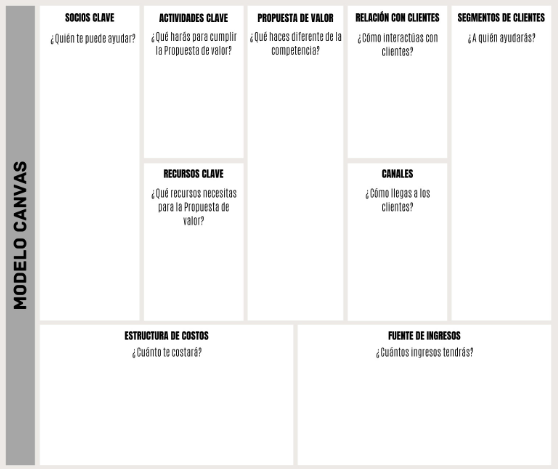 MODELO CANVAS
SOCIOS CLAVE
¿Quién te puede ayudar?
ACTIVIDADES CLAVE
¿Qué harás para cumplir
la Propuesta de valor?
RECURSOS CLAVE
¿Qué recursos necesitas
para la Propuesta de
valor?
PROPUESTA DE VALOR
¿Qué haces diferente de la
competencia?
RELACIÓN CON CLIENTES
¿Cómo interactúas con
clientes?
CANALES
¿Cómo llegas a los
clientes?
SEGMENTOS DE CLIENTES
¿A quién ayudarás?
ESTRUCTURA DE COSTOS
¿Cuánto te costará?
FUENTE DE INGRESOS
¿Cuántos ingresos tendrás?